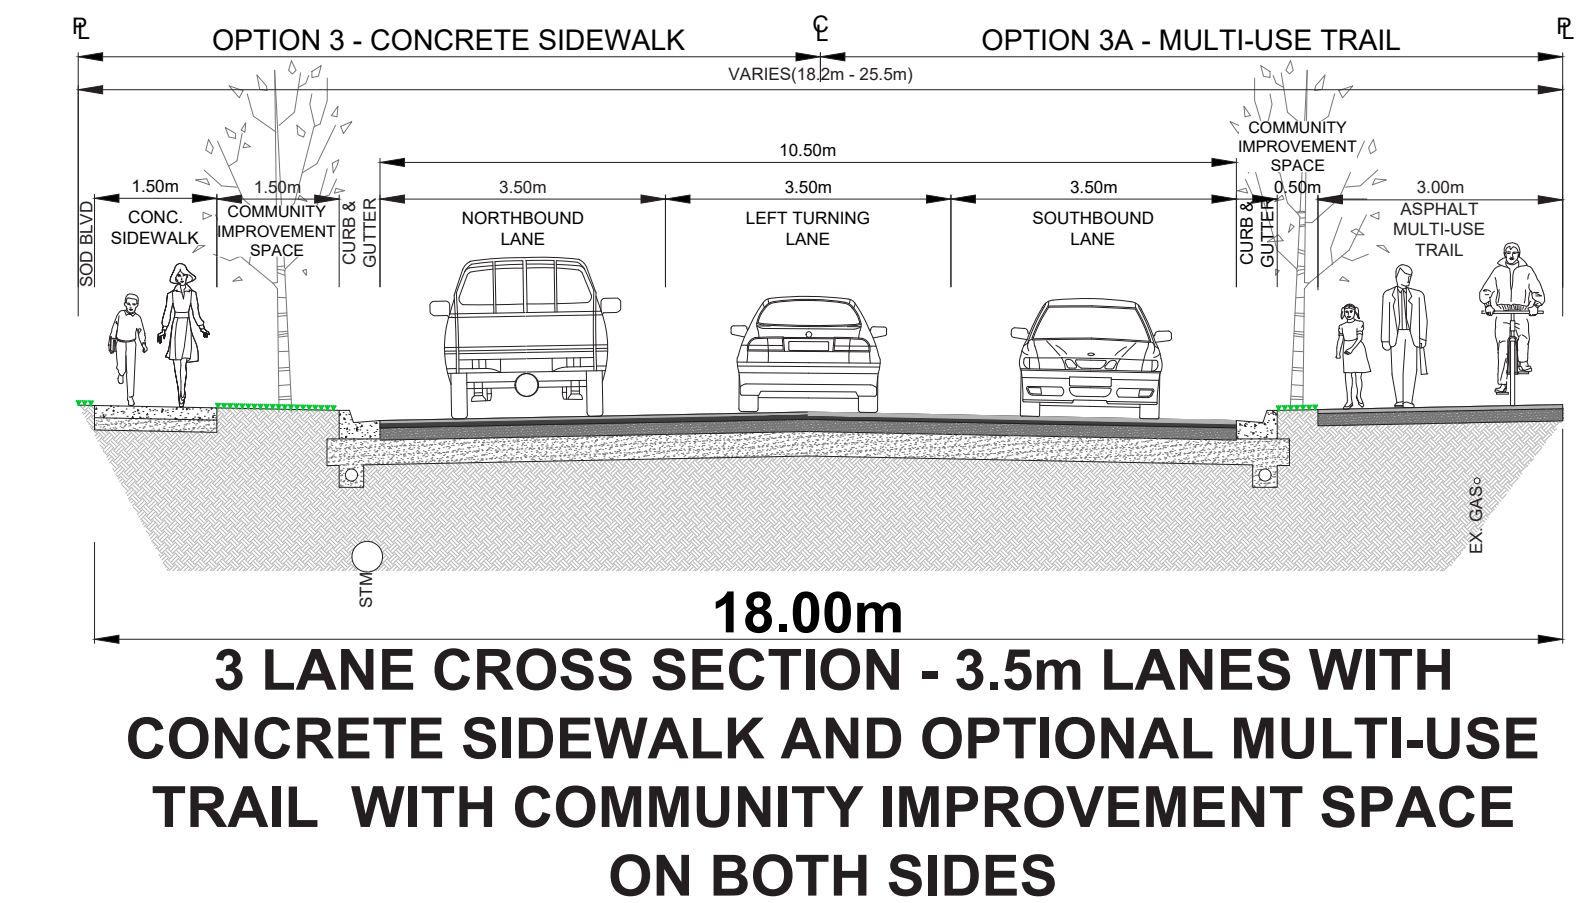 PL
CL
PL
OPTION 3 - CONCRETE SIDEWALK
OPTION 3A - MULTI-USE TRAIL
VARIES(18.2m - 25.5m)
10.50m
COMMUNITY
IMPROVEMENT
SPACE
1.50m
1.50m
3.50m
3.50m
3.50m
0.50m
3.00m
SOD BLVD
CONC.
SIDEWALK
COMMUNITY
IMPROVEMENT
SPACE
CURB &
GUTTER
NORTHBOUND
LANE
LEFT TURNING
LANE
SOUTHBOUND
LANE
CURB &
GUTTER
ASPHALT
MULTI-USE
TRAIL
EX. GAS
STM
18.00m
3 LANE CROSS SECTION - 3.5m LANES WITH
CONCRETE SIDEWALK AND OPTIONAL MULTI-USE
TRAIL WITH COMMUNITY IMPROVEMENT SPACE
ON BOTH SIDES